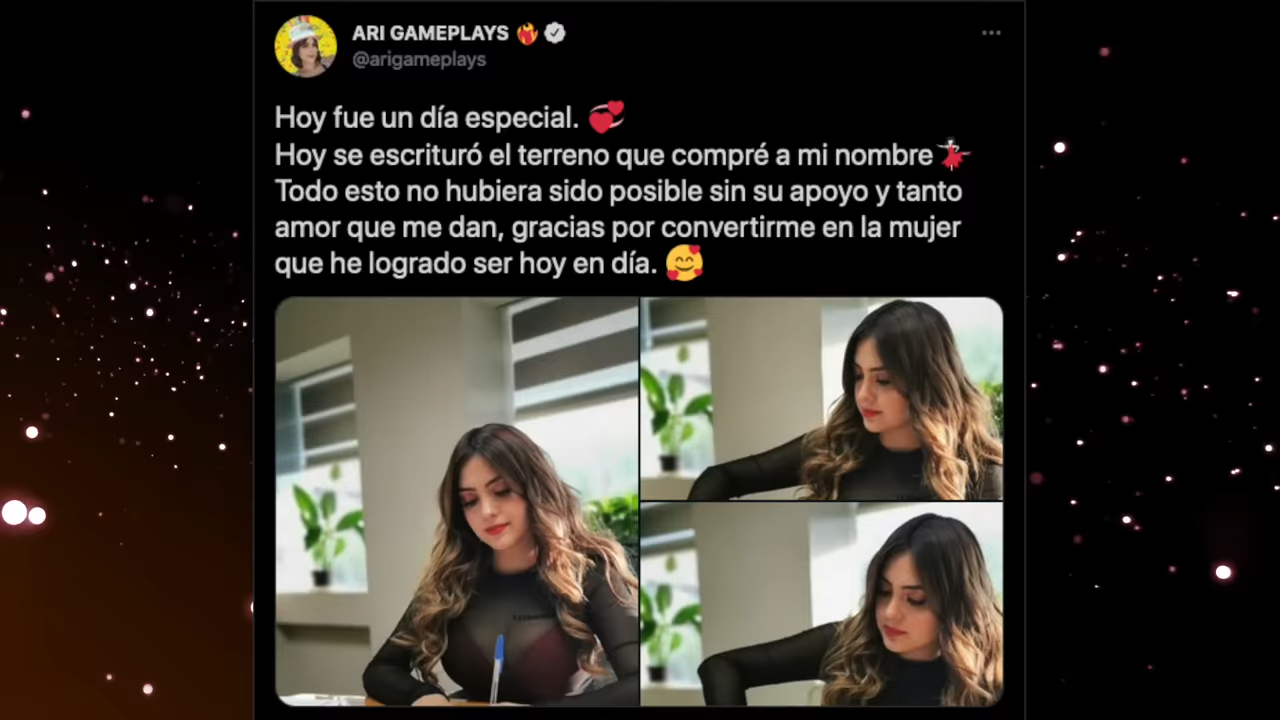 ARI GAMEPLAYS ❤️‍🔥
@arigameplays
Hoy fue un día especial. 💞
Hoy se escrituró el terreno que compré a mi nombre💃
Todo esto no hubiera sido posible sin su apoyo y tanto
amor que me dan, gracias por convertirme en la mujer
que he logrado ser hoy en día. 🥰